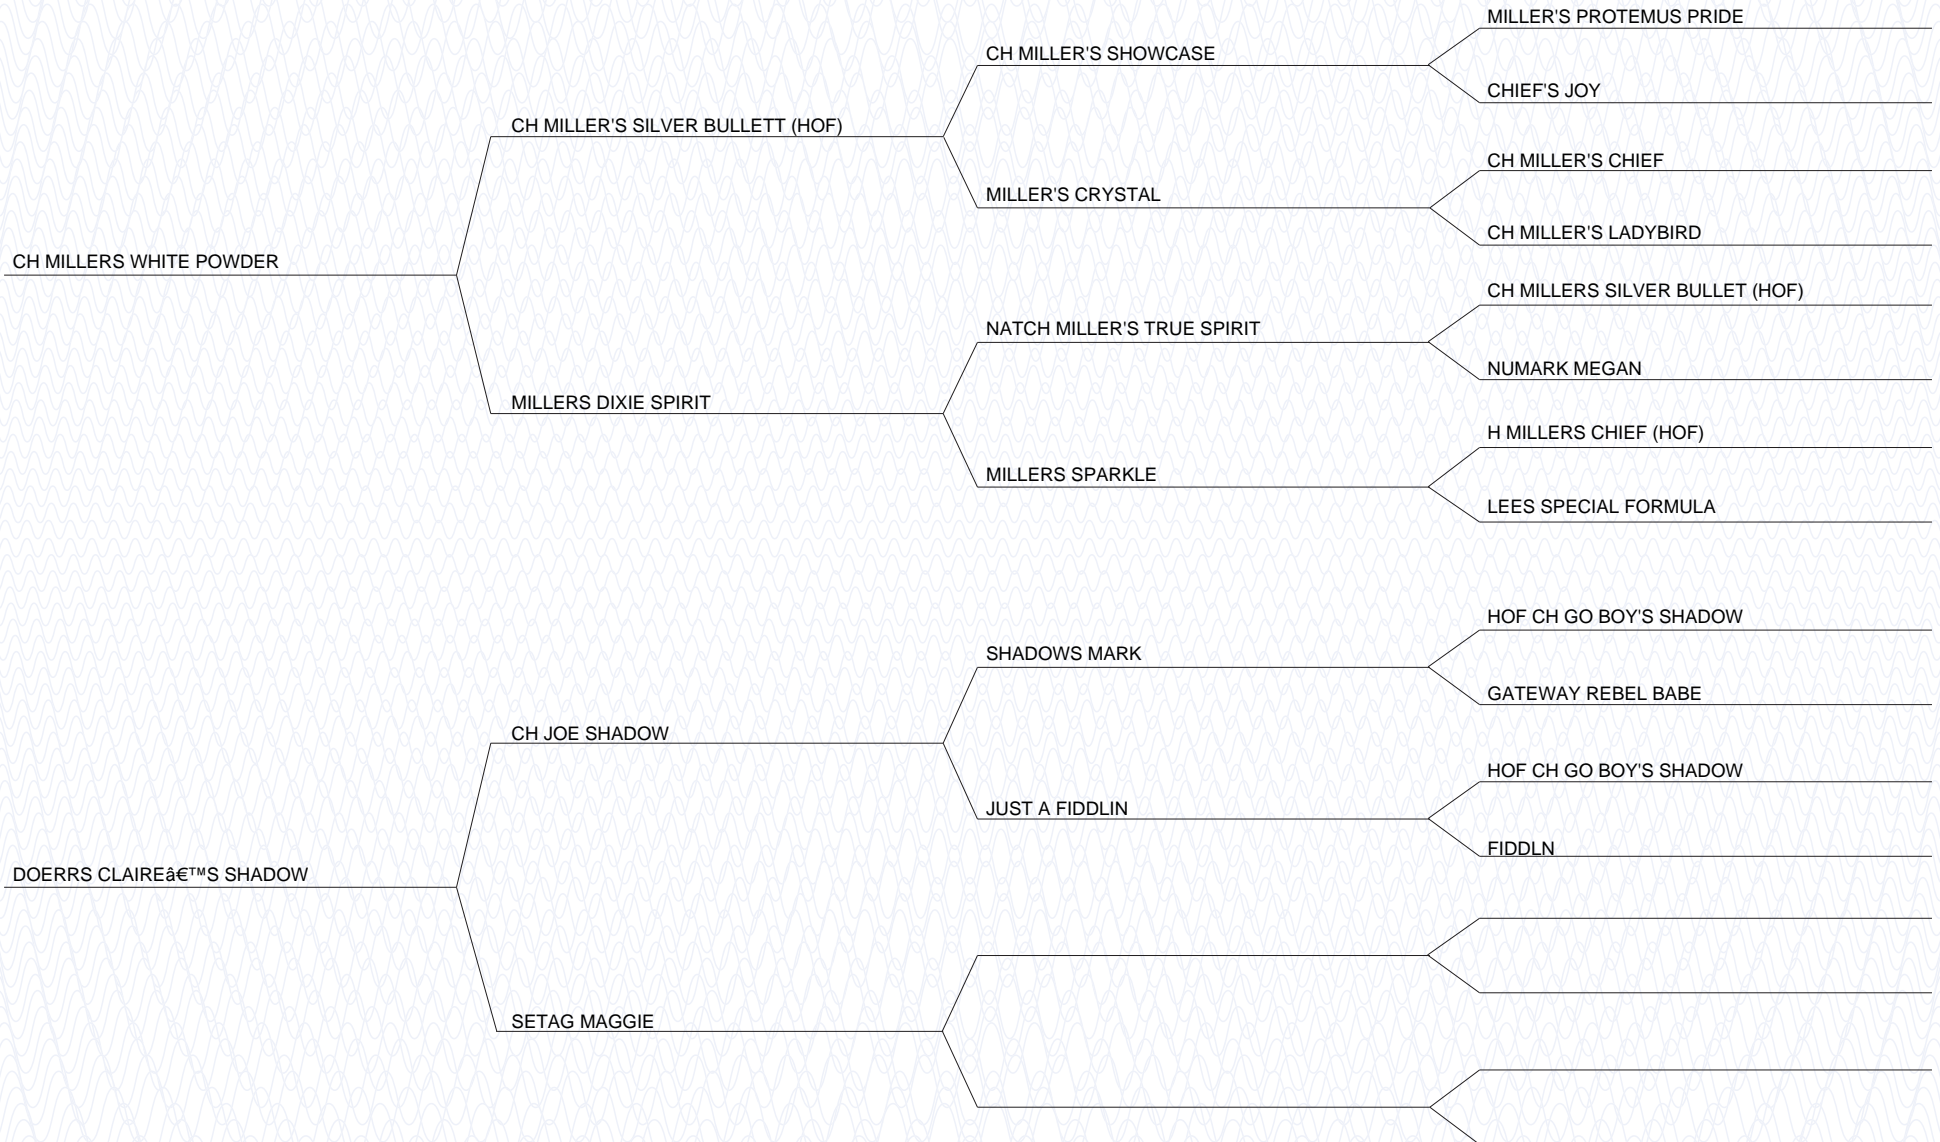 MILLER'S PROTEMUS PRIDE
CH MILLER'S SHOWCASE
CHIEF'S JOY
CH MILLER'S SILVER BULLETT (HOF)
CH MILLER'S CHIEF
MILLER'S CRYSTAL
CH MILLER'S LADYBIRD
CH MILLERS WHITE POWDER
CH MILLERS SILVER BULLET (HOF)
NATCH MILLER'S TRUE SPIRIT
NUMARK MEGAN
MILLERS DIXIE SPIRIT
H MILLERS CHIEF (HOF)
MILLERS SPARKLE
LEES SPECIAL FORMULA
HOF CH GO BOY'S SHADOW
SHADOWS MARK
GATEWAY REBEL BABE
CH JOE SHADOW
HOF CH GO BOY'S SHADOW
JUST A FIDDLIN
FIDDLN
DOERRS CLAIREâ€™S SHADOW
SETAG MAGGIE